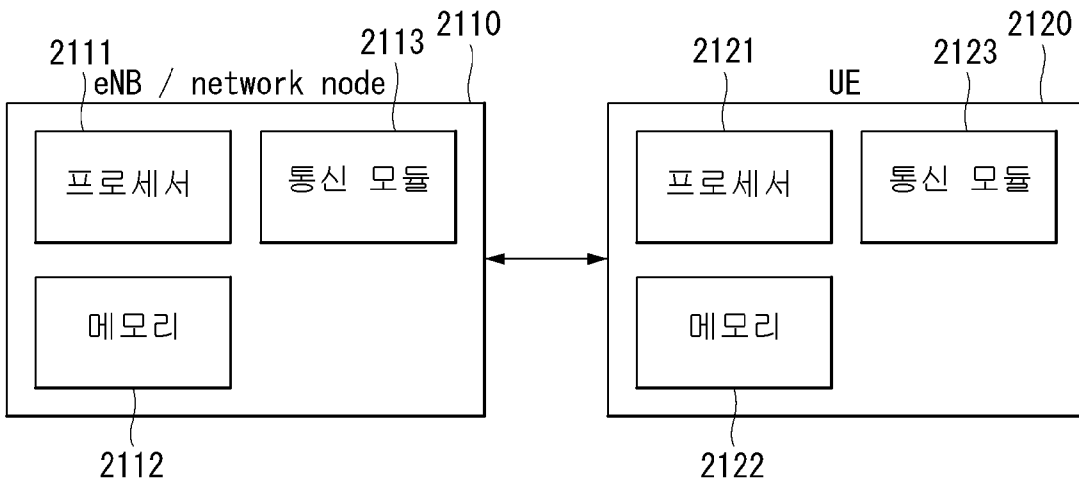 2110
2111
2113
eNB / network node
프로세서
통신 모듈
메모리
2112
2120
2121
2123
UE
프로세서
통신 모듈
메모리
2122